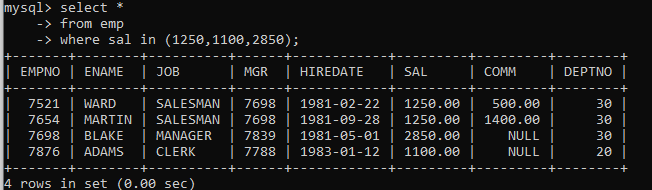 mysql> select *
    -> from emp
    -> where sal in (1250,1100,2850);
+-------+--------+----------+------+------------+---------+---------+--------+
| EMPNO | ENAME  | JOB      | MGR  | HIREDATE   | SAL     | COMM    | DEPTNO |
+-------+--------+----------+------+------------+---------+---------+--------+
|  7521 | WARD   | SALESMAN | 7698 | 1981-02-22 | 1250.00 |  500.00 |     30 |
|  7654 | MARTIN | SALESMAN | 7698 | 1981-09-28 | 1250.00 | 1400.00 |     30 |
|  7698 | BLAKE  | MANAGER  | 7839 | 1981-05-01 | 2850.00 |    NULL |     30 |
|  7876 | ADAMS  | CLERK    | 7788 | 1983-01-12 | 1100.00 |    NULL |     20 |
+-------+--------+----------+------+------------+---------+---------+--------+
4 rows in set (0.00 sec)